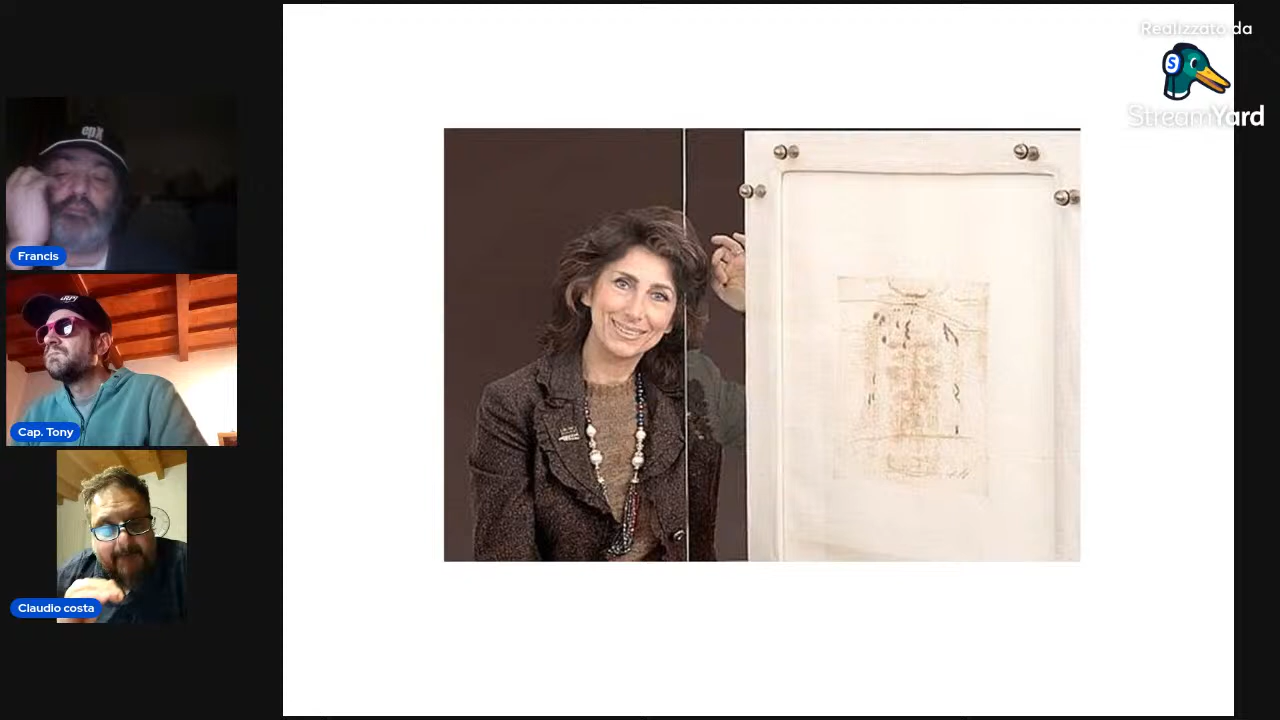 Realizzato da
StreamYard
Francis
Cap. Tony
Claudio costa